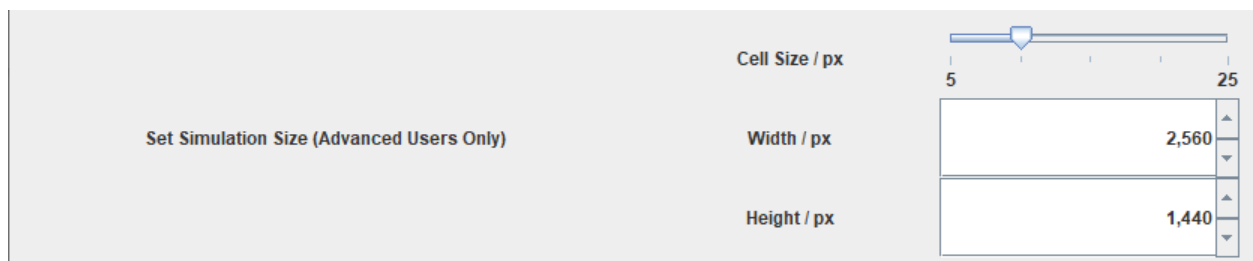 Cell Size / px
5 25
Set Simulation Size (Advanced Users Only) Width / px 2,560
Height / px 1,440